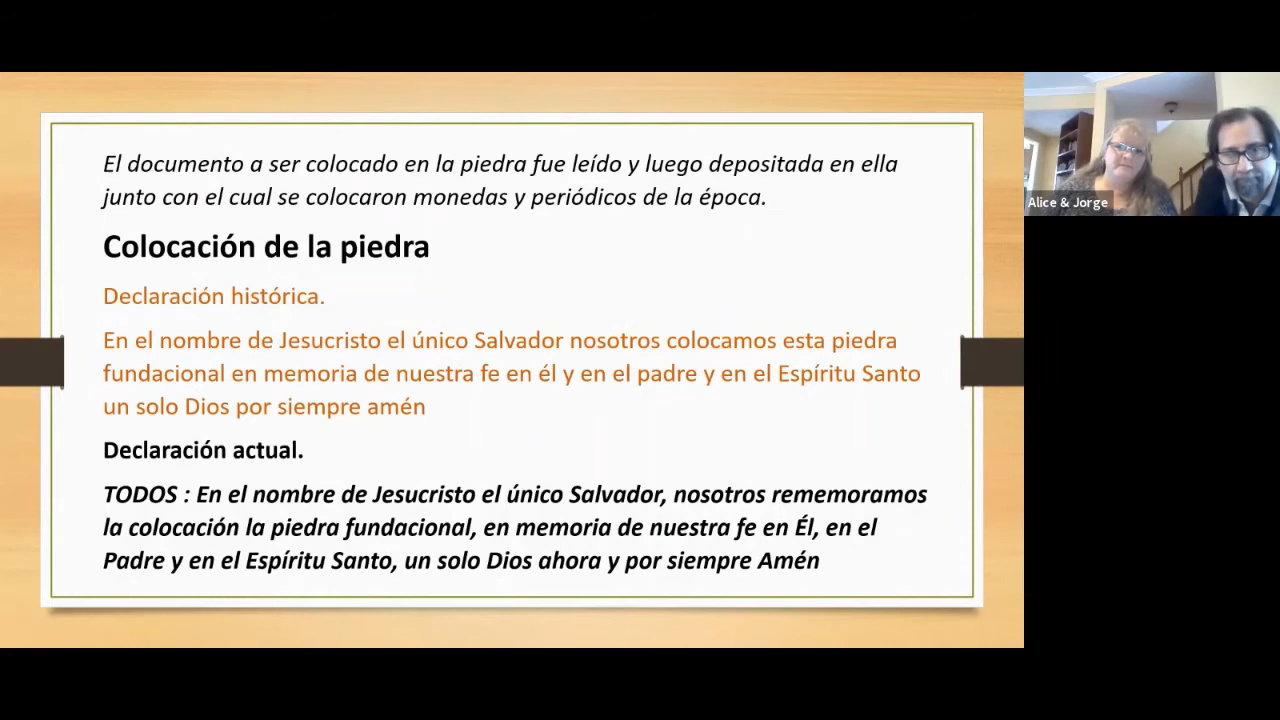 El documento a ser colocado en la piedra fue leído y luego depositada en ella
junto con el cual se colocaron monedas y periódicos de la época.
Colocación de la piedra
Declaración histórica.
En el nombre de Jesucristo el único Salvador nosotros colocamos esta piedra
fundacional en memoria de nuestra fe en él y en el padre y en el Espíritu Santo
un solo Dios por siempre amén
Declaración actual.
TODOS : En el nombre de Jesucristo el único Salvador, nosotros rememoramos
la colocación la piedra fundacional, en memoria de nuestra fe en Él, en el
Padre y en el Espíritu Santo, un solo Dios ahora y por siempre Amén
Alice & Jorge